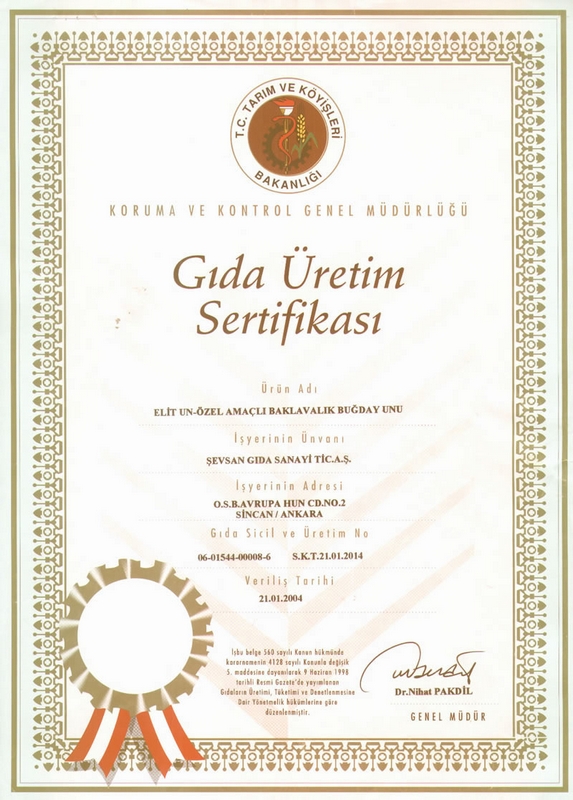 T.C. TARIM VE KÖYİŞLERİ
BAKANLIĞI
KORUMA VE KONTROL GENEL MÜDÜRLÜĞÜ
Gıda Üretim
Sertifikası
Ürün Adı
ELİT UN-ÖZEL AMAÇLI BAKLAVALIK BUĞDAY UNU
İşyerinin Ünvanı
ŞEVSAN GIDA SANAYİ TİC.A.Ş.
İşyerinin Adresi
O.S.B.AVRUPA HUN CD.NO.2
SİNCAN / ANKARA
Gıda Sicil ve Üretim No
06-01544-00008-6 S.K.T.21.01.2014
Veriliş Tarihi
21.01.2004
İşbu belge 560 sayılı Kanun hükmünde
kararnamenin 4128 sayılı Kanunla değişik
5. maddesine dayanılarak 9 Haziran 1998
tarihli Resmi Gazete'de yayımlanan
Gıdaların Üretimi, Tüketimi ve Denetlenmesine
Dair Yönetmelik hükümlerine göre
düzenlenmiştir.
Dr.Nihat PAKDİL
GENEL MÜDÜR